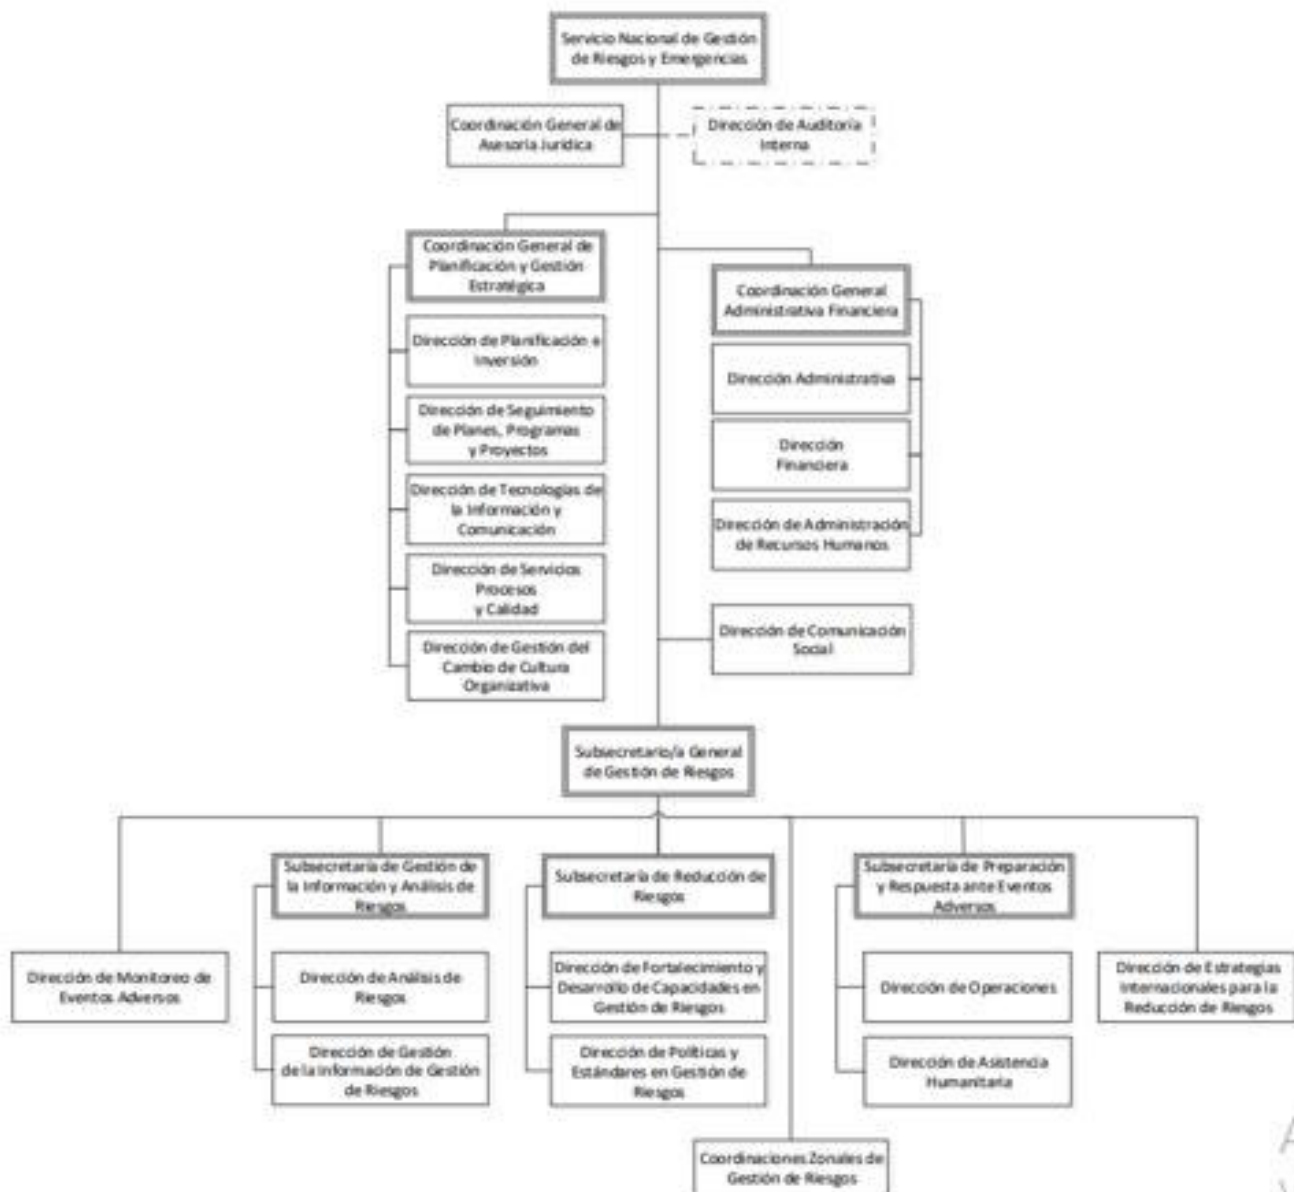 Servicio Nacional de Gestión
de Riesgos y Emergencias
Coordinación General de
Asesoría Jurídica
Dirección de Auditoría
Interna
Coordinación General de
Planificación y Gestión
Estratégica
Coordinación General
Administrativa Financiera
Dirección de Planificación e
Inversión
Dirección Administrativa
Dirección de Seguimiento
de Planes, Programas
y Proyectos
Dirección
Financiera
Dirección de Tecnologías de
la Información y
Comunicación
Dirección de Administración
de Recursos Humanos
Dirección de Servicios
Procesos
y Calidad
Dirección de Comunicación
Social
Dirección de Gestión del
Cambio de Cultura
Organizativa
Subsecretario/a General
de Gestión de Riesgos
Subsecretaría de Gestión de
la Información y Análisis de
Riesgos
Subsecretaría de Reducción de
Riesgos
Subsecretaría de Preparación
y Respuesta ante Eventos
Adversos
Dirección de Monitoreo de
Eventos Adversos
Dirección de Análisis de
Riesgos
Dirección de Fortalecimiento y
Desarrollo de Capacidades en
Gestión de Riesgos
Dirección de Operaciones
Dirección de Estrategias
Internacionales para la
Reducción de Riesgos
Dirección de Gestión
de la Información de Gestión
de Riesgos
Dirección de Políticas y
Estándares en Gestión de
Riesgos
Dirección de Asistencia
Humanitaria
Coordinaciones Zonales de
Gestión de Riesgos